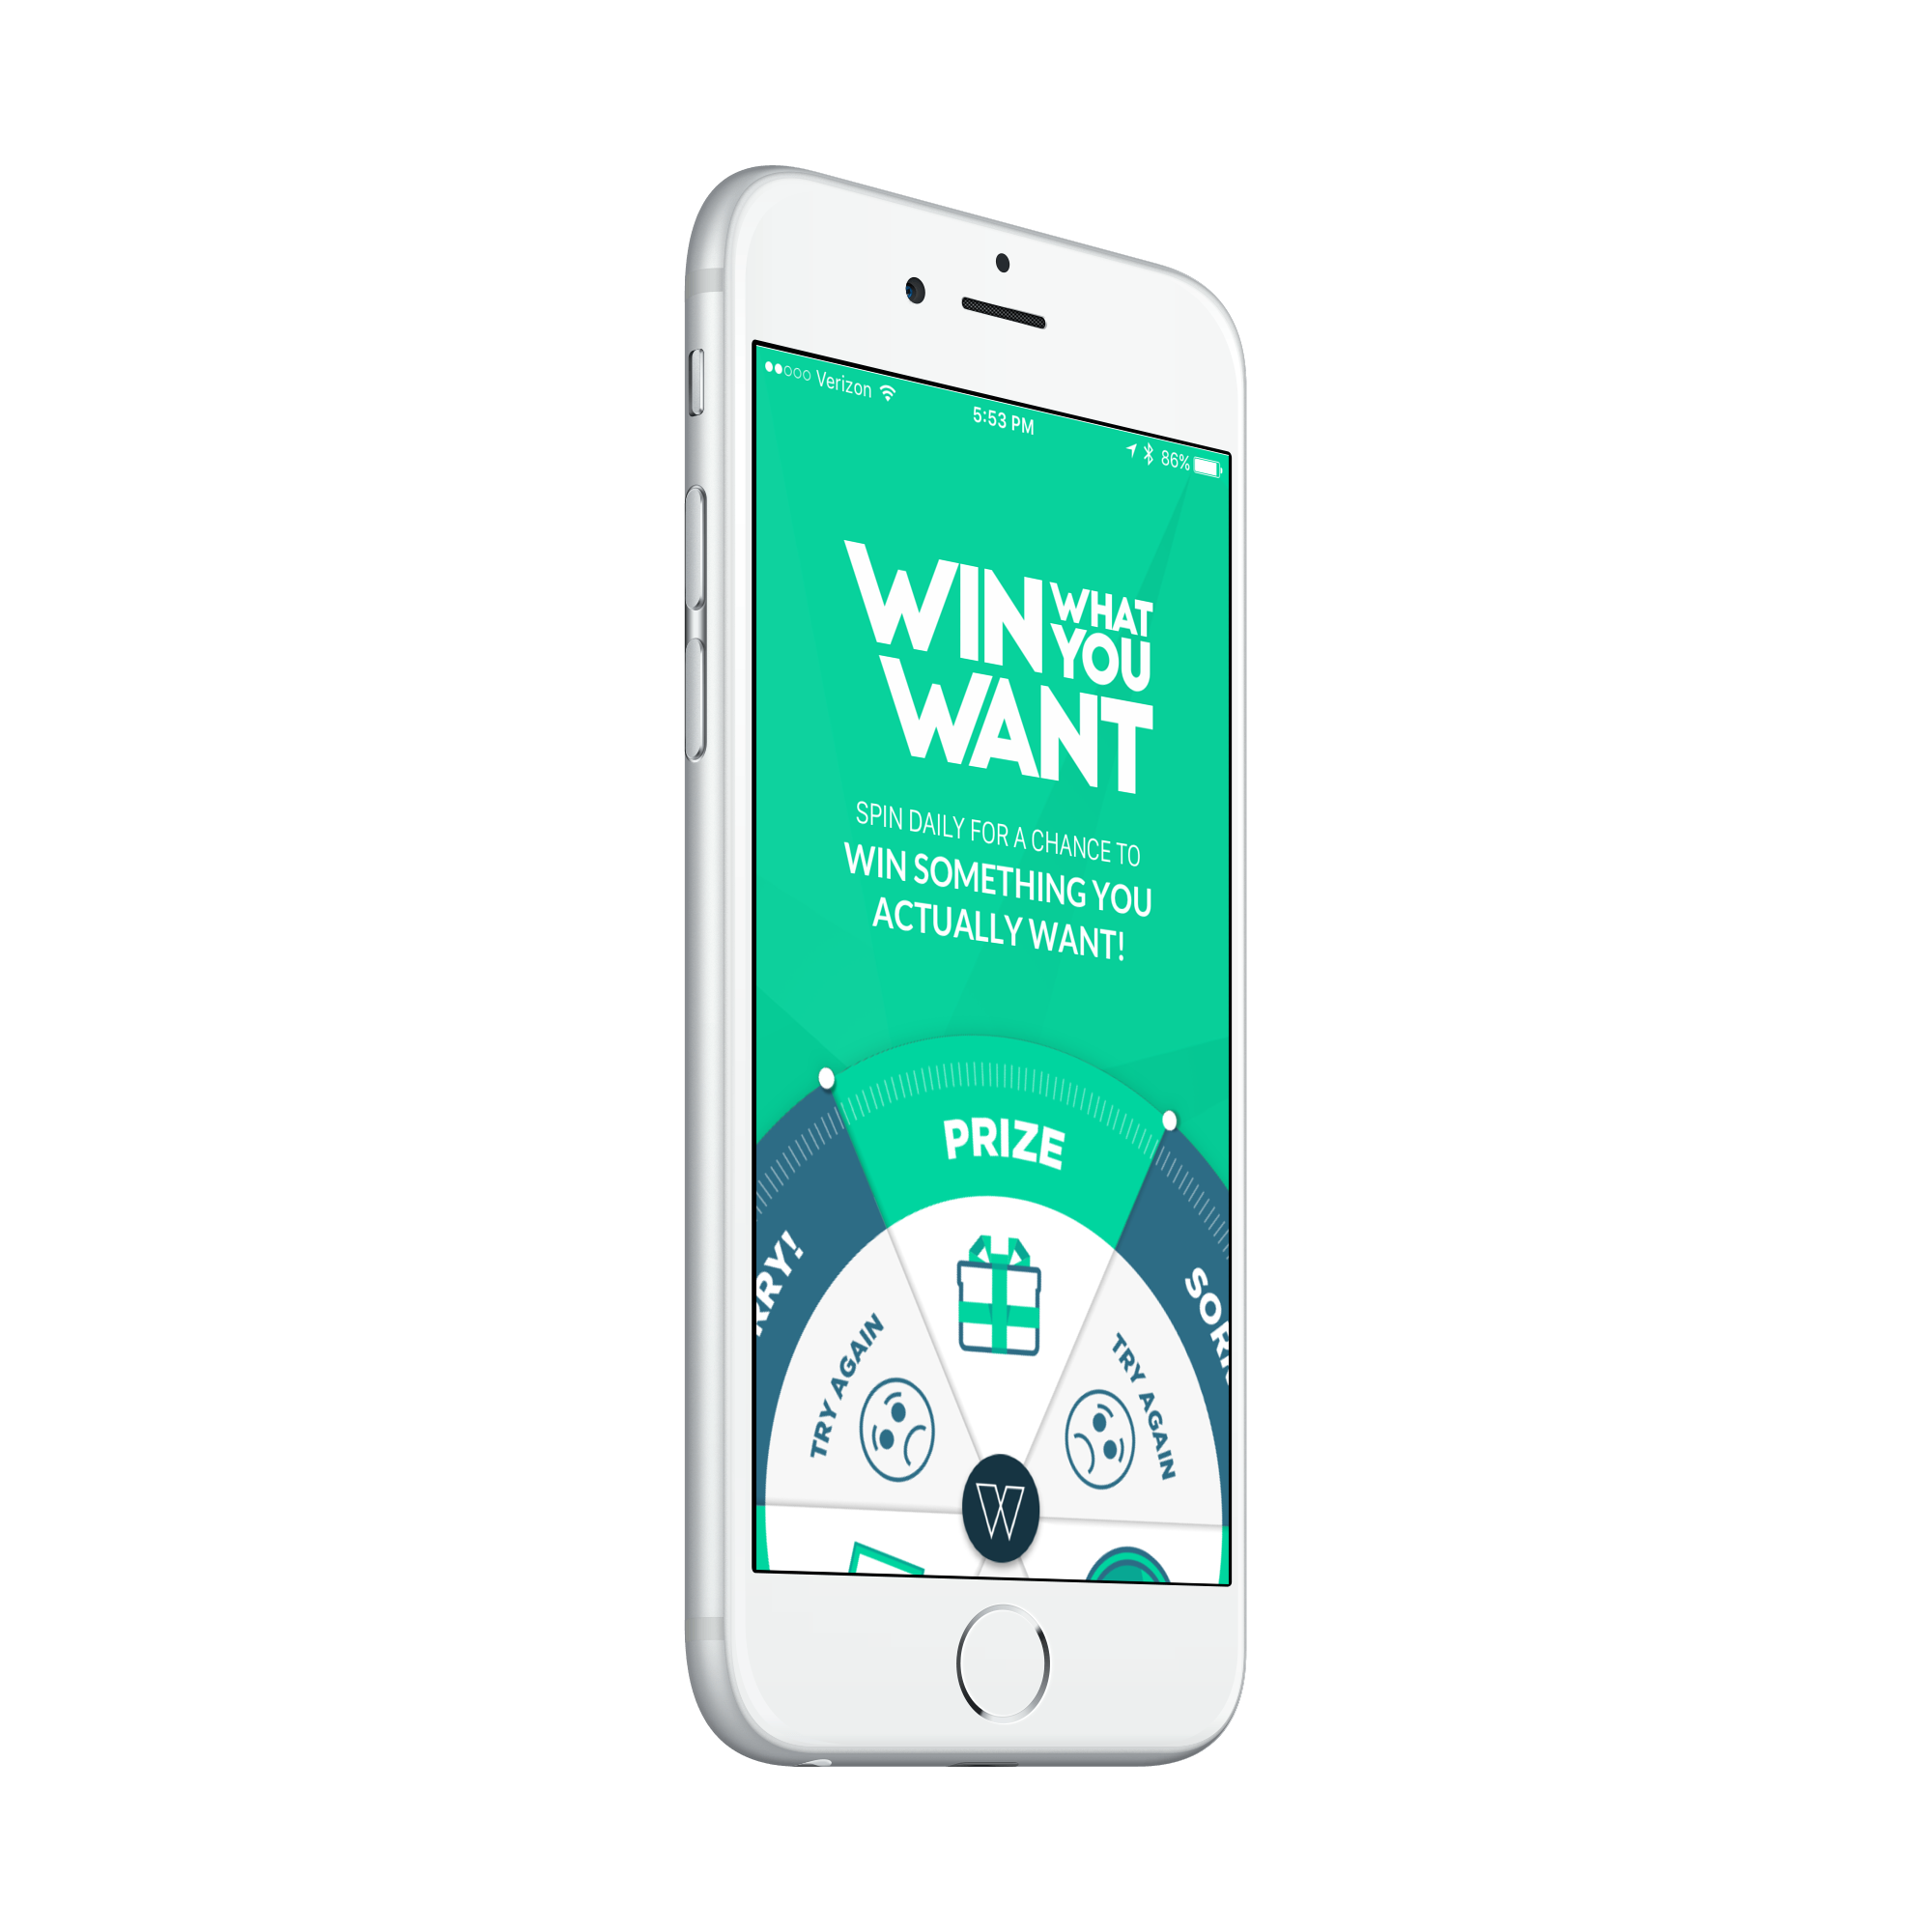 Verizon
5:53 PM
86%
WIN WHAT
YOU
WANT
SPIN DAILY FOR A CHANCE TO
WIN SOMETHING YOU
ACTUALLY WANT!
PRIZE
RRY!
SORR
TRY AGAIN
TRY AGAIN
W